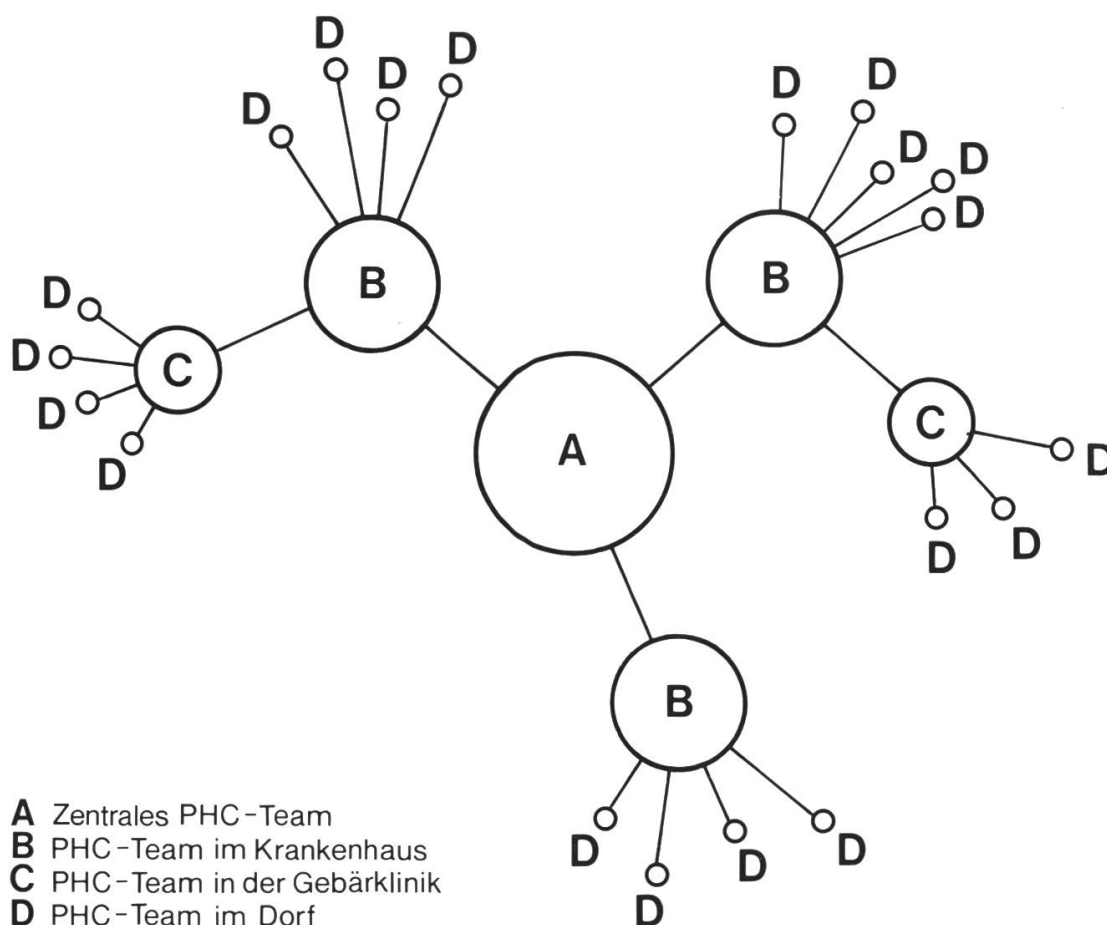 D
D
D
D
D
D
D
D
D
B
B
D
D
D
D
C
A
C
D
D
D
B
D
D
D
D
A Zentrales PHC-Team
B PHC-Team im Krankenhaus
C PHC-Team in der Gebärklinik
D PHC-Team im Dorf